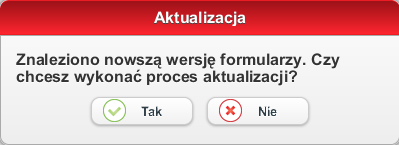 Aktualizacja
Znaleziono nowszą wersję formularzy. Czy
chcesz wykonać proces aktualizacji?
Tak Nie